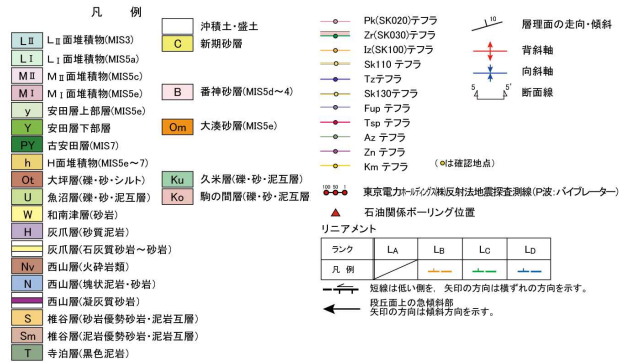 凡 例
LⅡ LⅡ面堆積物(MIS3)
LⅠ LⅠ面堆積物(MIS5a)
MⅡ MⅡ面堆積物(MIS5c)
MⅠ MⅠ面堆積物(MIS5e)
y 安田層上部層(MIS5e)
Y 安田層下部層
PY 古安田層(MIS7)
h H面堆積物(MIS5e～7)
Ot 大坪層(礫・砂・シルト)
U 魚沼層(礫・砂・泥互層)
W 和南津層(砂岩)
H 灰爪層(砂質泥岩)
灰爪層(石灰質砂岩～砂岩)
Nv 西山層(火砕岩類)
N 西山層(塊状泥岩・砂岩)
西山層(凝灰質砂岩)
S 椎谷層(砂岩優勢砂岩・泥岩互層)
Sm 椎谷層(泥岩優勢砂岩・泥岩互層)
T 寺泊層(黒色泥岩)
沖積土・盛土
C 新期砂層
B 番神砂層(MIS5d～4)
Om 大湊砂層(MIS5e)
Ku 久米層(礫・砂・泥互層)
Ko 駒の間層(礫・砂・泥互層
Pk(SK020)テフラ
Zr(SK030)テフラ
Iz(SK100)テフラ
Sk110 テフラ
Tzテフラ
Sk130テフラ
Fup テフラ
Tsp テフラ
Az テフラ
Zn テフラ
Km テフラ (●は確認地点)
10 層理面の走向・傾斜
背斜軸
向斜軸
5 5' 断面線
100 50 1 東京電力ホールディングス㈱反射法地震探査測線(P波:バイブレーター)
石油関係ボーリング位置
リニアメント
ランク LA LB LC LD
凡 例
短線は低い側を、矢印の方向は横ずれの方向を示す。
段丘面上の急傾斜部
矢印の方向は傾斜方向を示す。